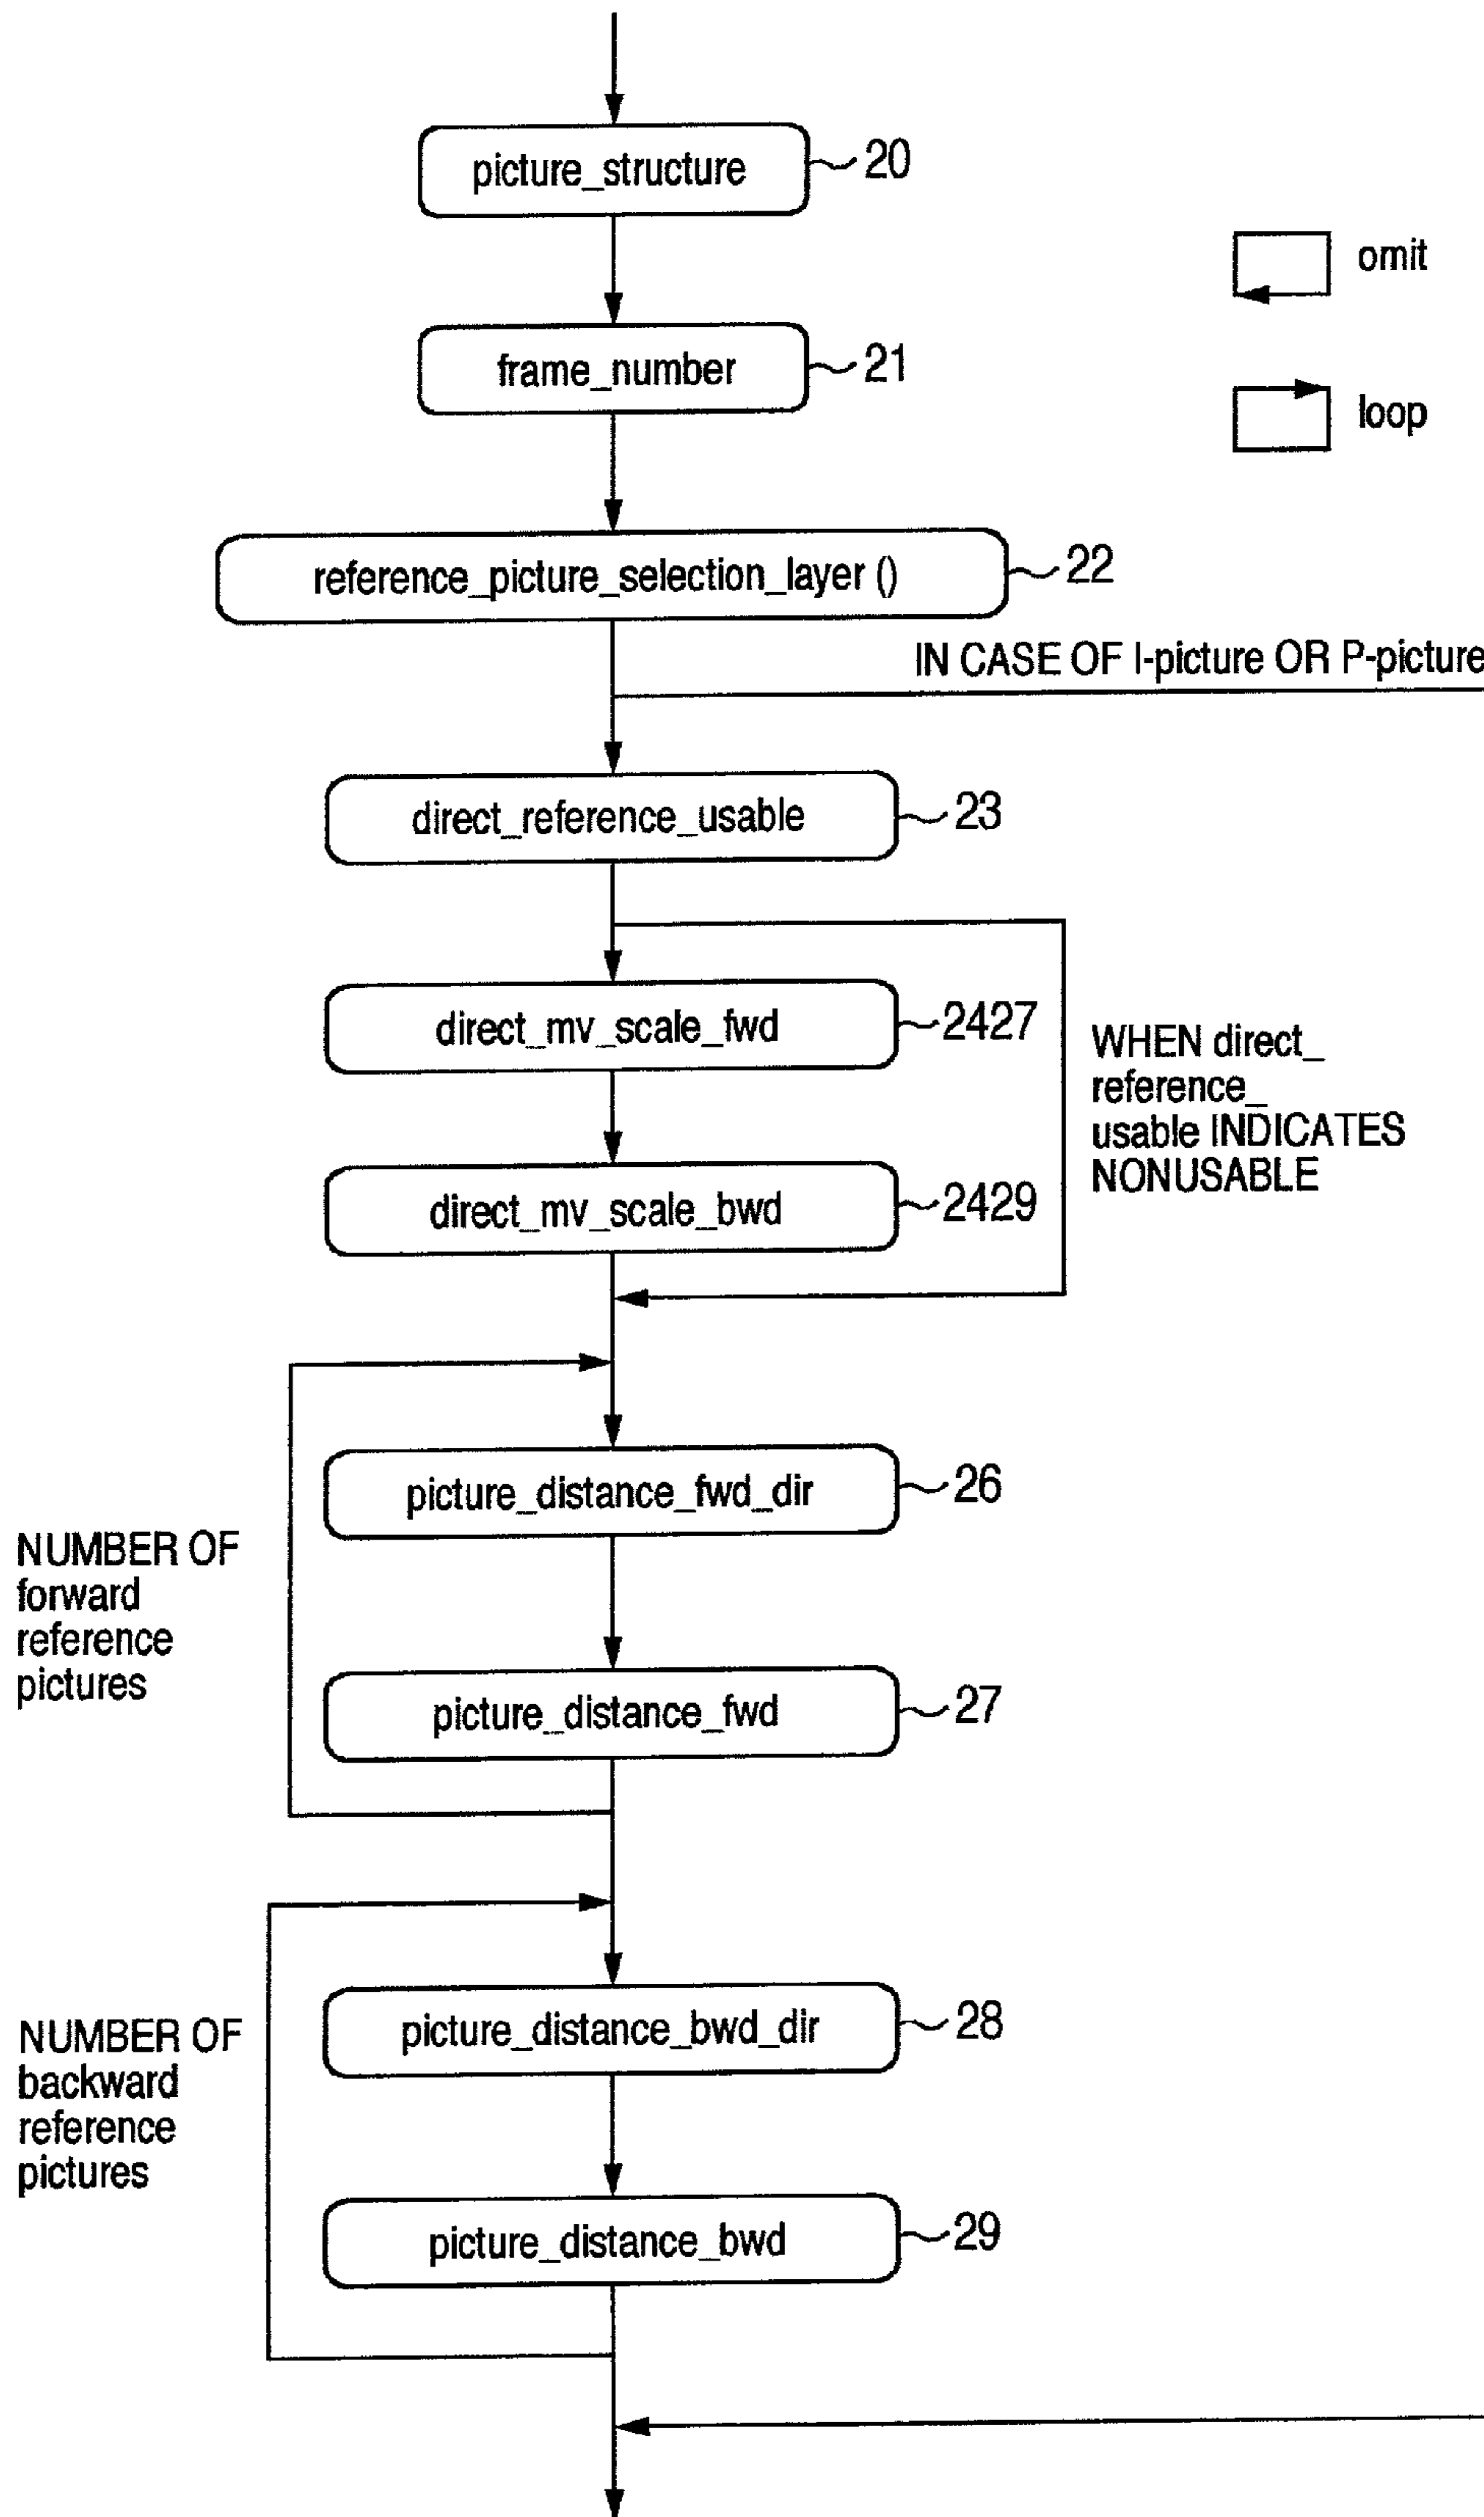 picture_structure 20
omit
frame_number 21
loop
reference_picture_selection_layer () 22
IN CASE OF I-picture OR P-picture
direct_reference_usable 23
direct_mv_scale_fwd 2427
WHEN direct_
reference_
usable INDICATES
NONUSABLE
direct_mv_scale_bwd 2429
picture_distance_fwd_dir 26
NUMBER OF
forward
reference
pictures
picture_distance_fwd 27
picture_distance_bwd_dir 28
NUMBER OF
backward
reference
pictures
picture_distance_bwd 29